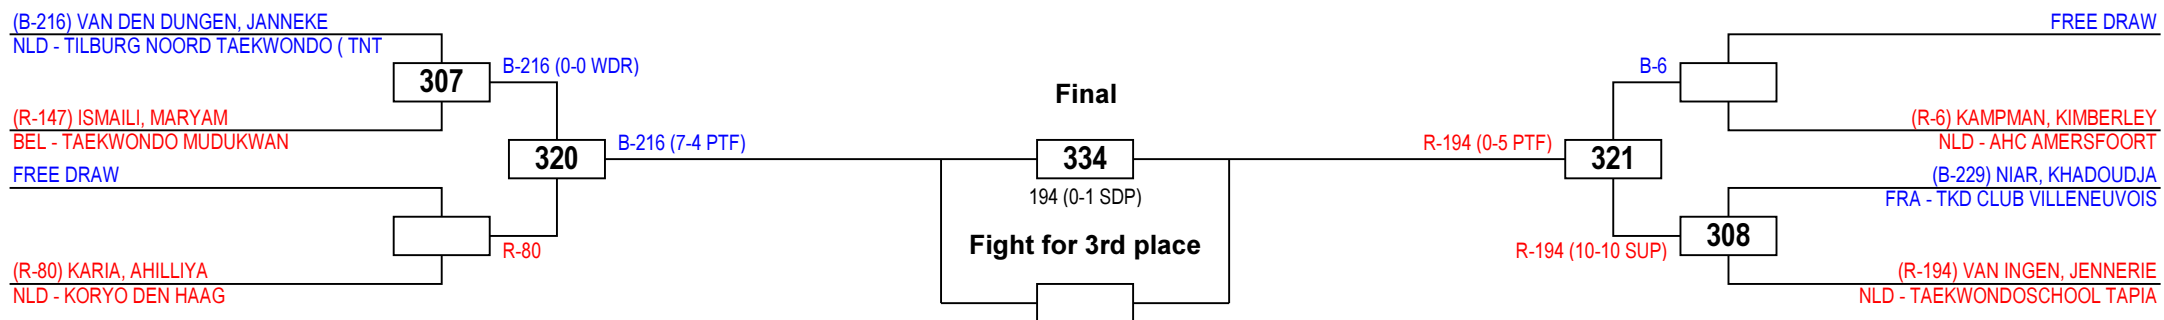 (B-216) VAN DEN DUNGEN, JANNEKE
NLD - TILBURG NOORD TAEKWONDO ( TNT
307
B-216 (0-0 WDR)
(R-147) ISMAILI, MARYAM
BEL - TAEKWONDO MUDUKWAN
320
B-216 (7-4 PTF)
FREE DRAW
R-80
(R-80) KARIA, AHILLIYA
NLD - KORYO DEN HAAG
Final
334
194 (0-1 SDP)
Fight for 3rd place
FREE DRAW
B-6
(R-6) KAMPMAN, KIMBERLEY
NLD - AHC AMERSFOORT
R-194 (0-5 PTF)
321
(B-229) NIAR, KHADOUDJA
FRA - TKD CLUB VILLENEUVOIS
308
R-194 (10-10 SUP)
(R-194) VAN INGEN, JENNERIE
NLD - TAEKWONDOSCHOOL TAPIA